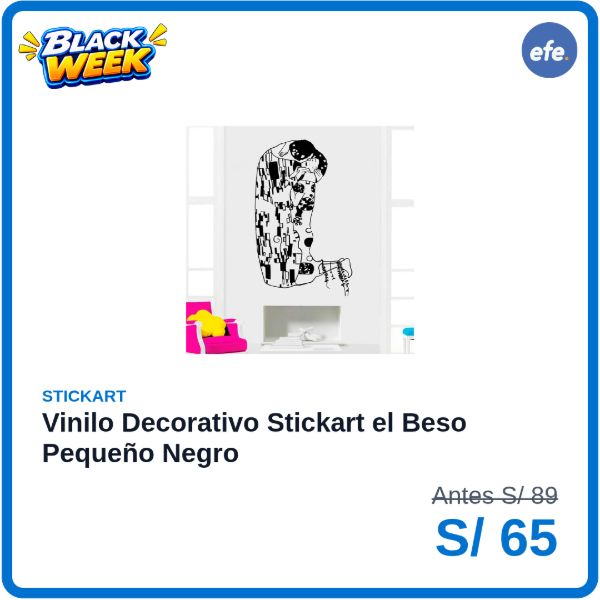 BLACK
WEEK
efe.
STICKART
Vinilo Decorativo Stickart el Beso
Pequeño Negro
Antes S/ 89
S/ 65